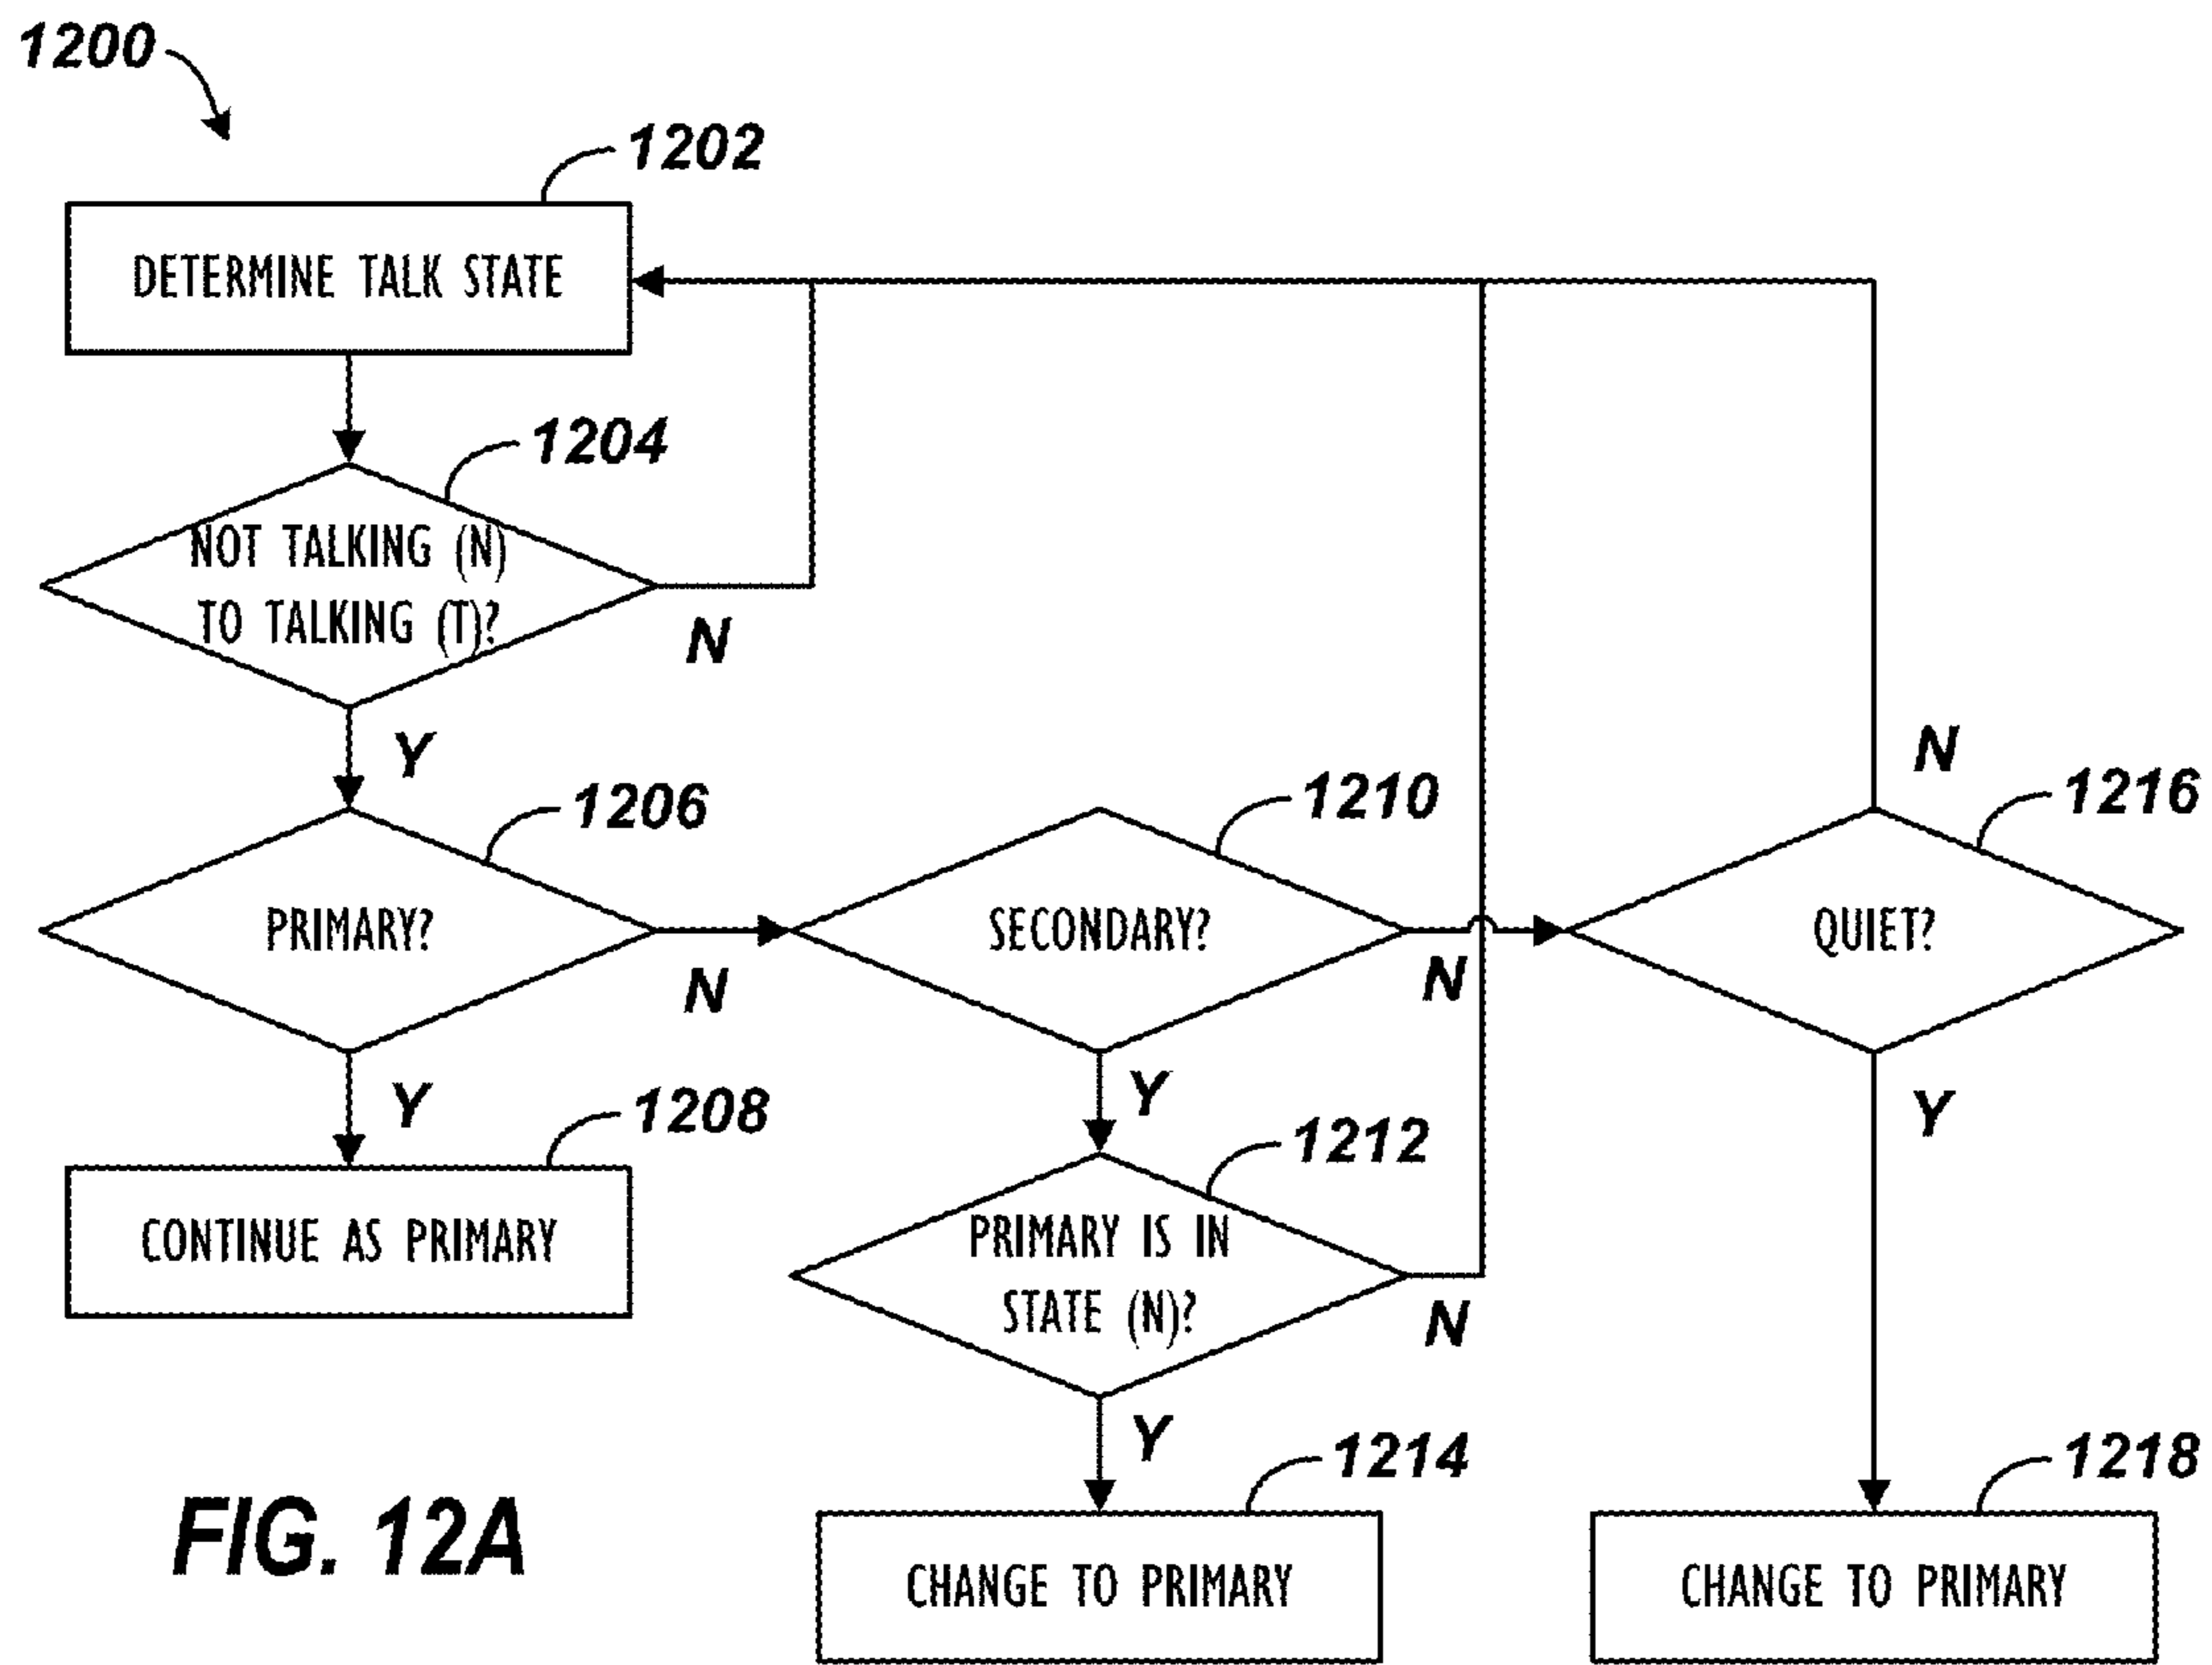 1200
1202
DETERMINE TALK STATE
1204
NOT TALKING (N)
TO TALKING (T)?
N
Y
1206
PRIMARY?
N
Y
1208
CONTINUE AS PRIMARY
1210
SECONDARY?
N
Y
1212
PRIMARY IS IN
STATE (N)?
N
Y
1214
CHANGE TO PRIMARY
N
1216
QUIET?
Y
1218
CHANGE TO PRIMARY
FIG. 12A